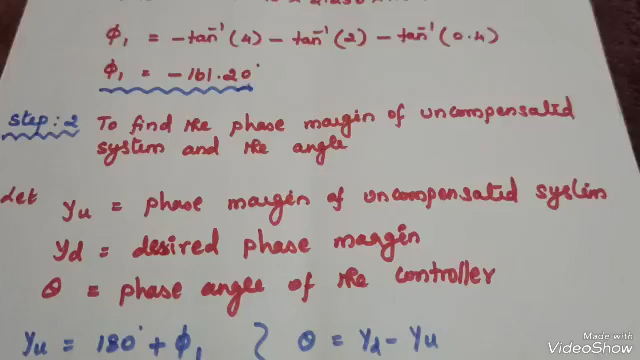 φ₁ = -tan⁻¹(4) - tan⁻¹(2) - tan⁻¹(0.4)
φ₁ = -161.20°
Step:2 To find the phase margin of uncompensated
system and the angle
Let γu = phase margin of uncompensated system
γd = desired phase margin
θ = phase angle of the controller
γu = 180° + φ₁ } θ = γd - γu
Made with
VideoShow